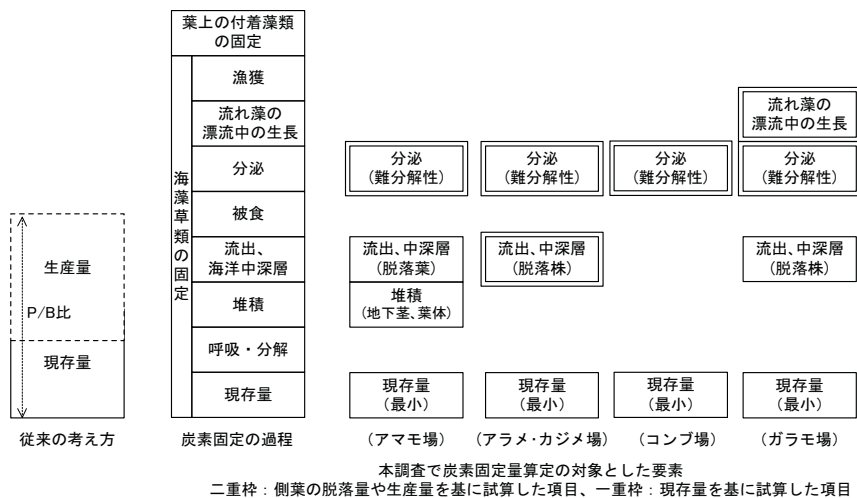 葉上の付着藻類
の固定
海藻草類の固定
漁獲
流れ藻の
漂流中の生長
分泌
被食
流出、
海洋中深層
堆積
呼吸・分解
現存量
生産量
P/B比
現存量
従来の考え方
炭素固定の過程
分泌
(難分解性)
流出、中深層
(脱落葉)
堆積
(地下茎、葉体)
現存量
(最小)
(アマモ場)
分泌
(難分解性)
流出、中深層
(脱落株)
現存量
(最小)
(アラメ・カジメ場)
分泌
(難分解性)
現存量
(最小)
(コンブ場)
流れ藻の
漂流中の生長
分泌
(難分解性)
流出、中深層
(脱落株)
現存量
(最小)
(ガラモ場)
本調査で炭素固定量算定の対象とした要素
二重枠：側葉の脱落量や生産量を基に試算した項目、一重枠：現存量を基に試算した項目